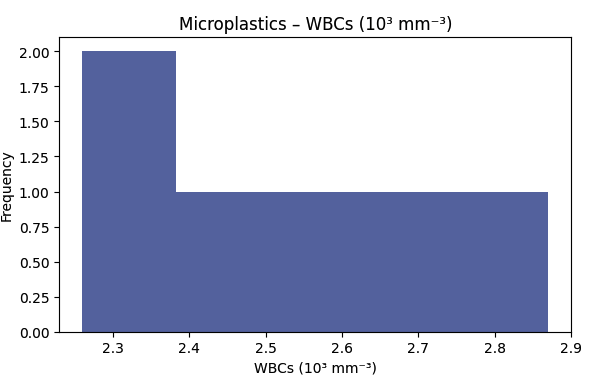 Microplastics – WBCs (10³ mm⁻³)
2.00
1.75
1.50
1.25
1.00
0.75
0.50
0.25
0.00
Frequency
2.3 2.4 2.5 2.6 2.7 2.8 2.9
WBCs (10³ mm⁻³)